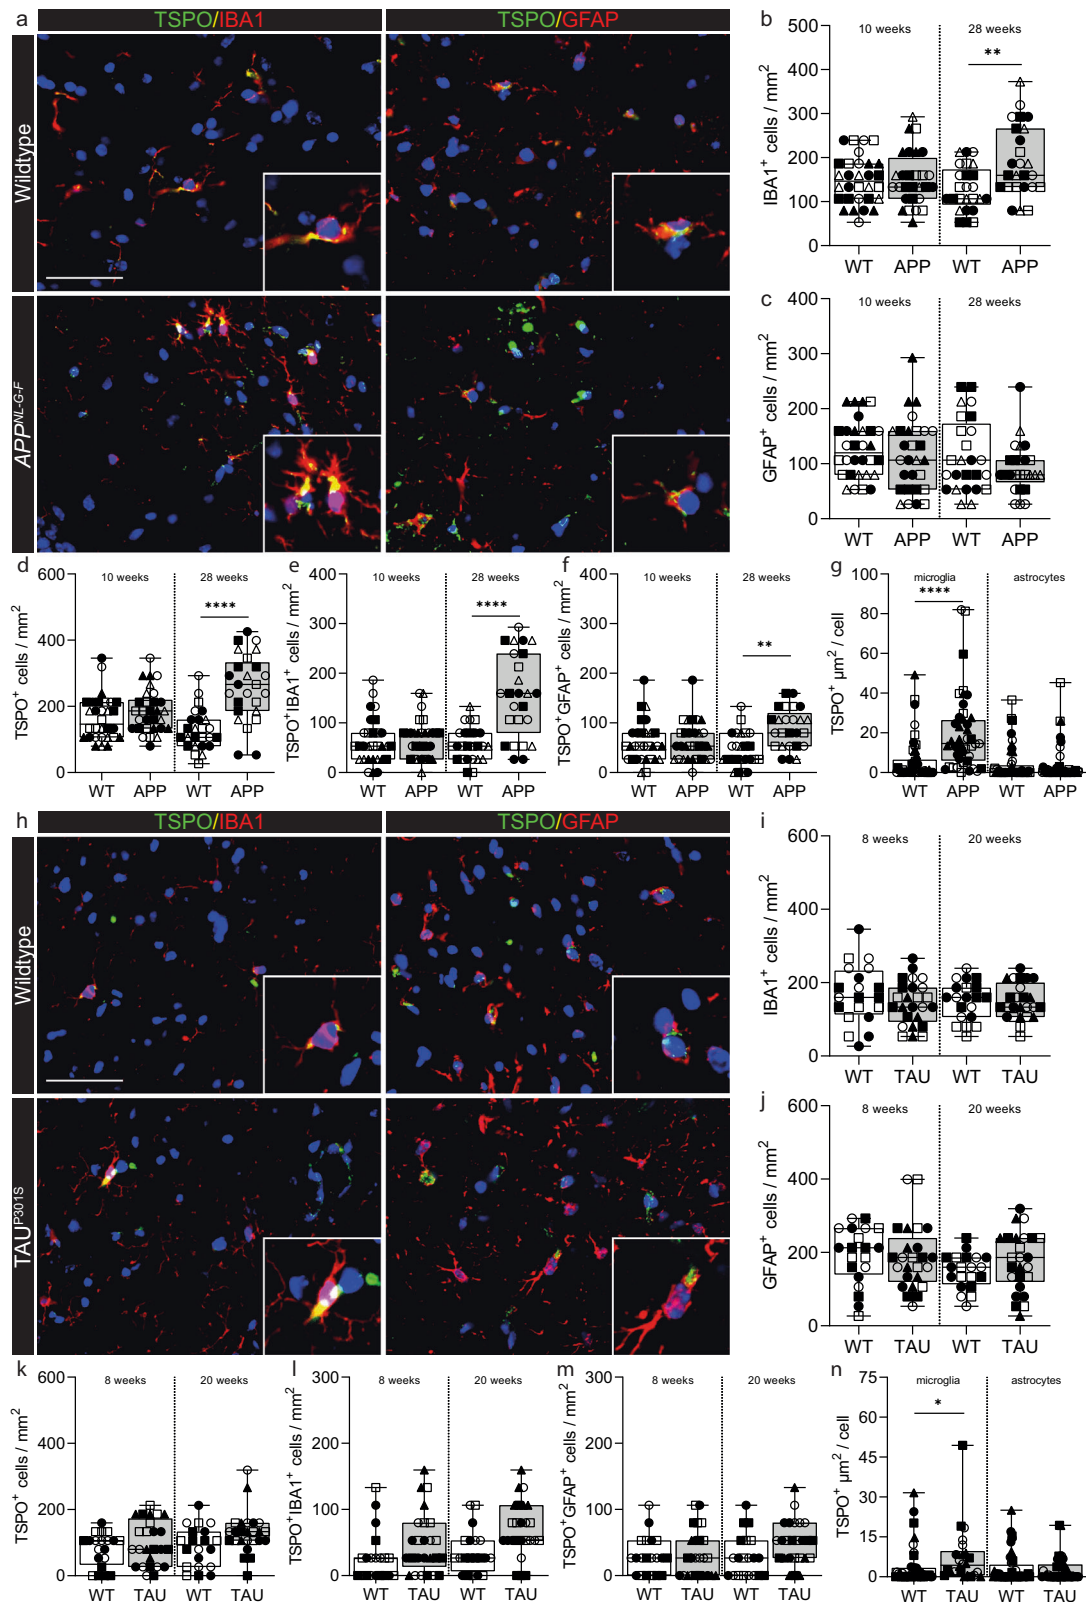 a
TSPO/IBA1
TSPO/GFAP
Wildtype
APP^NL-G-F
b
IBA1⁺ cells / mm²
500
400
300
200
100
0
10 weeks
28 weeks
**
WT APP WT APP
c
GFAP⁺ cells / mm²
400
300
200
100
0
10 weeks
28 weeks
WT APP WT APP
d
TSPO⁺ cells / mm²
600
400
200
0
10 weeks
28 weeks
****
WT APP WT APP
e
TSPO⁺IBA1⁺ cells / mm²
400
300
200
100
0
10 weeks
28 weeks
****
WT APP WT APP
f
TSPO⁺GFAP⁺ cells / mm²
400
300
200
100
0
10 weeks
28 weeks
**
WT APP WT APP
g
TSPO⁺ µm² / cell
100
80
60
40
20
0
microglia
astrocytes
****
WT APP WT APP
h
TSPO/IBA1
TSPO/GFAP
Wildtype
TAU^P301S
i
IBA1⁺ cells / mm²
600
400
200
0
8 weeks
20 weeks
WT TAU WT TAU
j
GFAP⁺ cells / mm²
600
400
200
0
8 weeks
20 weeks
WT TAU WT TAU
k
TSPO⁺ cells / mm²
600
400
200
0
8 weeks
20 weeks
WT TAU WT TAU
l
TSPO⁺IBA1⁺ cells / mm²
300
200
100
0
8 weeks
20 weeks
WT TAU WT TAU
m
TSPO⁺GFAP⁺ cells / mm²
300
200
100
0
8 weeks
20 weeks
WT TAU WT TAU
n
TSPO⁺ µm² / cell
75
60
45
30
15
0
microglia
astrocytes
*
WT TAU WT TAU